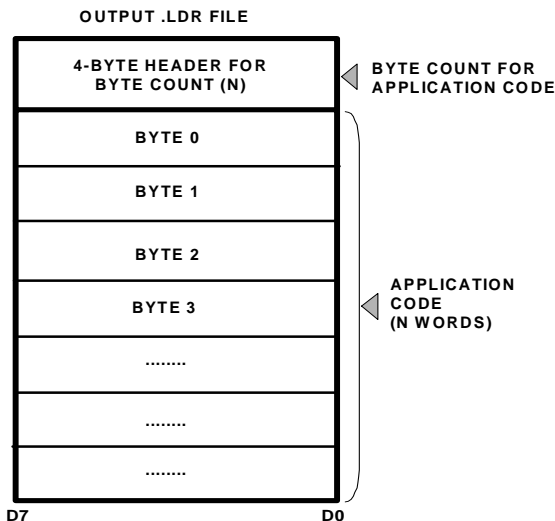 OUTPUT .LDR FILE
4-BYTE HEADER FOR
BYTE COUNT (N)
BYTE COUNT FOR
APPLICATION CODE
BYTE 0
BYTE 1
BYTE 2
BYTE 3
APPLICATION
CODE
(N WORDS)
........
........
........
D7
D0